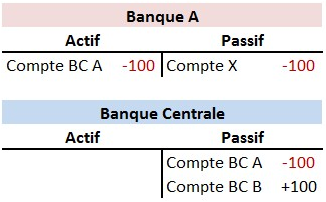 Banque A
Actif Passif
Compte BC A -100 Compte X -100
Banque Centrale
Actif Passif
Compte BC A -100
Compte BC B +100